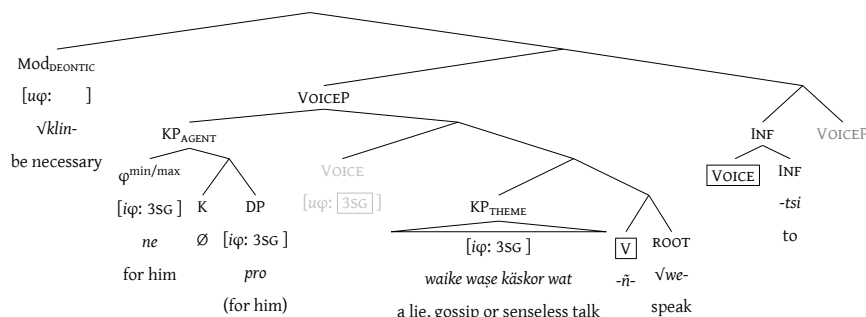 Mod_DEONTIC
[uφ: ]
√klin-
be necessary
VOICEP
KP_AGENT
INF
VOICEP
φ^min/max
VOICE
VOICE
INF
[iφ: 3SG ]
K
DP
[uφ: 3SG ]
KP_THEME
-tsi
ne
Ø
[iφ: 3SG ]
[iφ: 3SG ]
V
ROOT
to
for him
pro
waike waṣe käskor wat
-ñ-
√we-
(for him)
a lie, gossip or senseless talk
speak